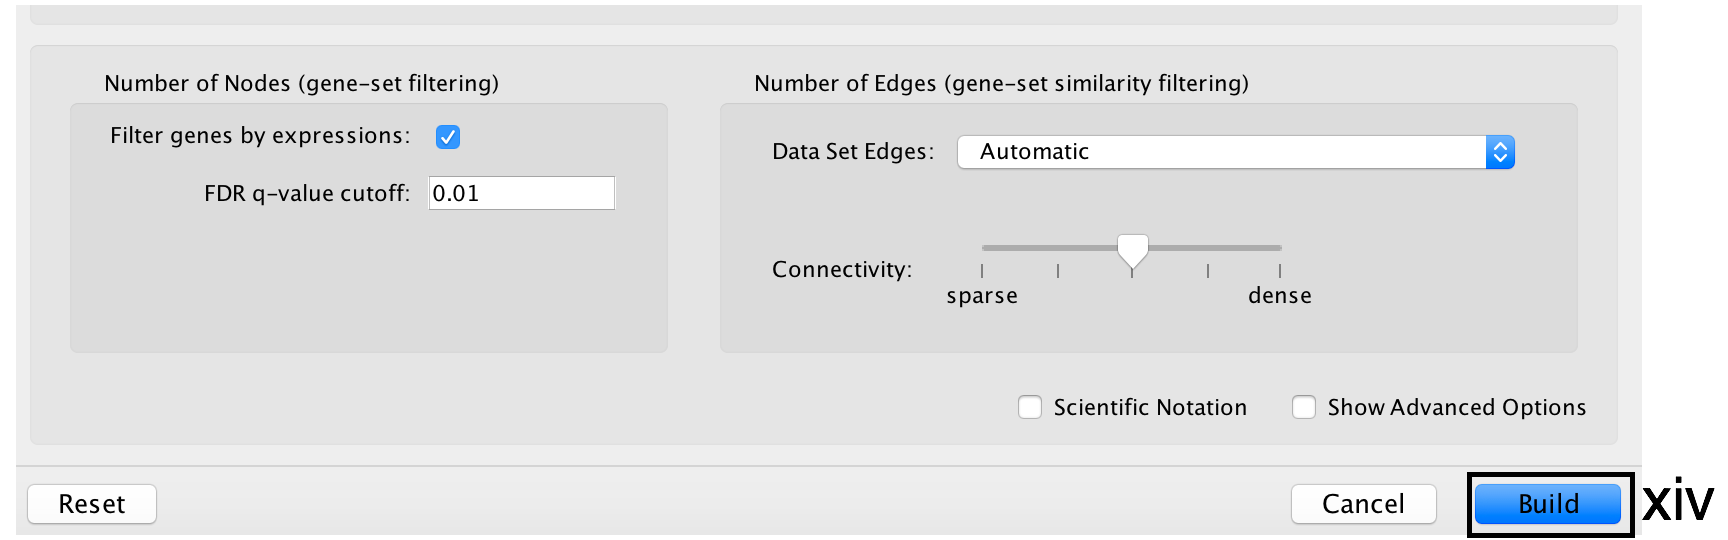 Number of Nodes (gene-set filtering)
Filter genes by expressions:
FDR q-value cutoff: 0.01
Number of Edges (gene-set similarity filtering)
Data Set Edges: Automatic
Connectivity:
sparse dense
Scientific Notation Show Advanced Options
Reset Cancel Build xiv